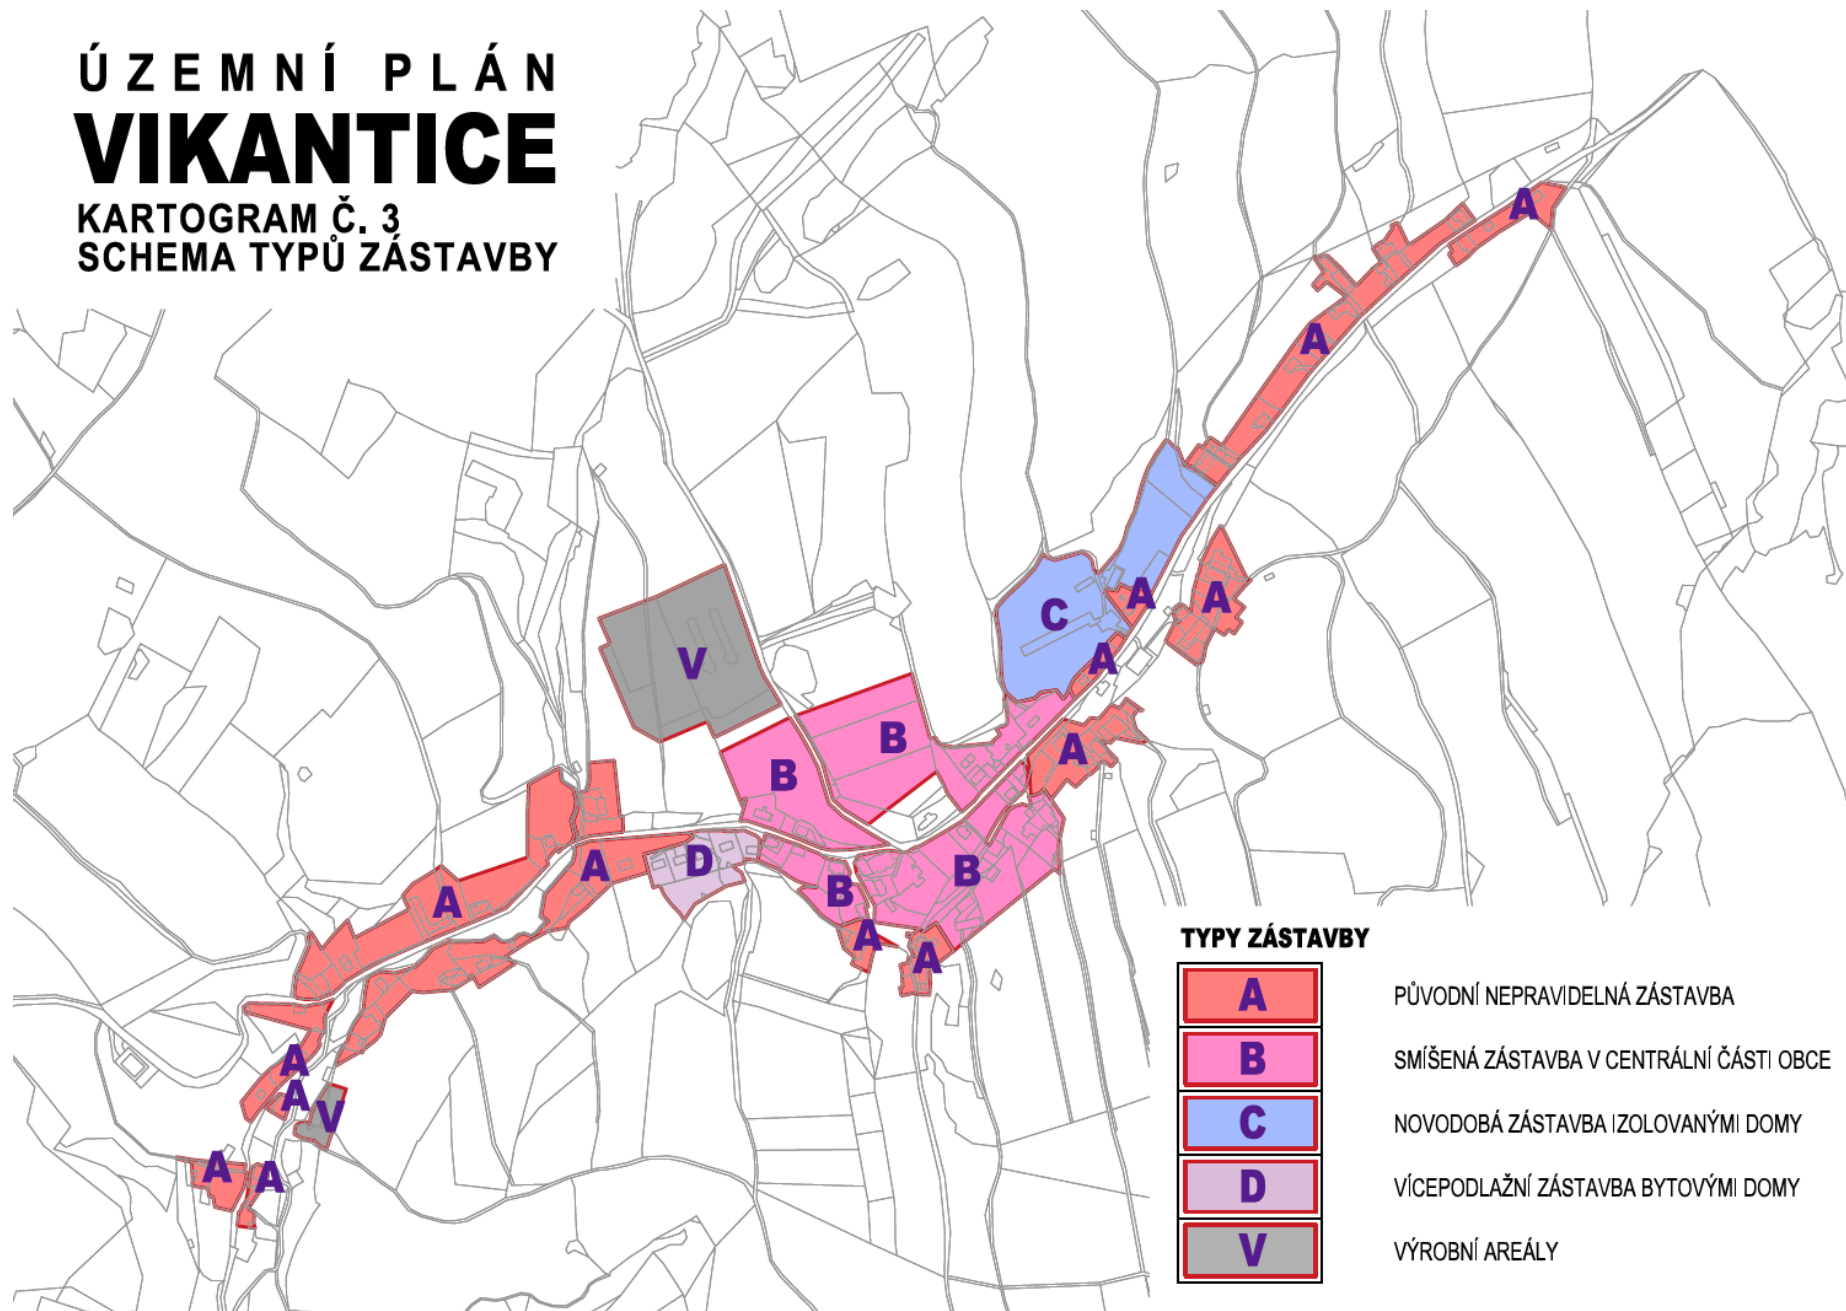 ÚZEMNÍ PLÁN
VIKANTICE
KARTOGRAM Č. 3
SCHEMA TYPŮ ZÁSTAVBY
A
A
A
A
C
A
V
A
B
B
A
D
B
B
A
A
A
A
A
V
A
A
TYPY ZÁSTAVBY
A PŮVODNÍ NEPRAVIDELNÁ ZÁSTAVBA
B SMÍŠENÁ ZÁSTAVBA V CENTRÁLNÍ ČÁSTI OBCE
C NOVODOBÁ ZÁSTAVBA IZOLOVANÝMI DOMY
D VÍCEPODLAŽNÍ ZÁSTAVBA BYTOVÝMI DOMY
V VÝROBNÍ AREÁLY